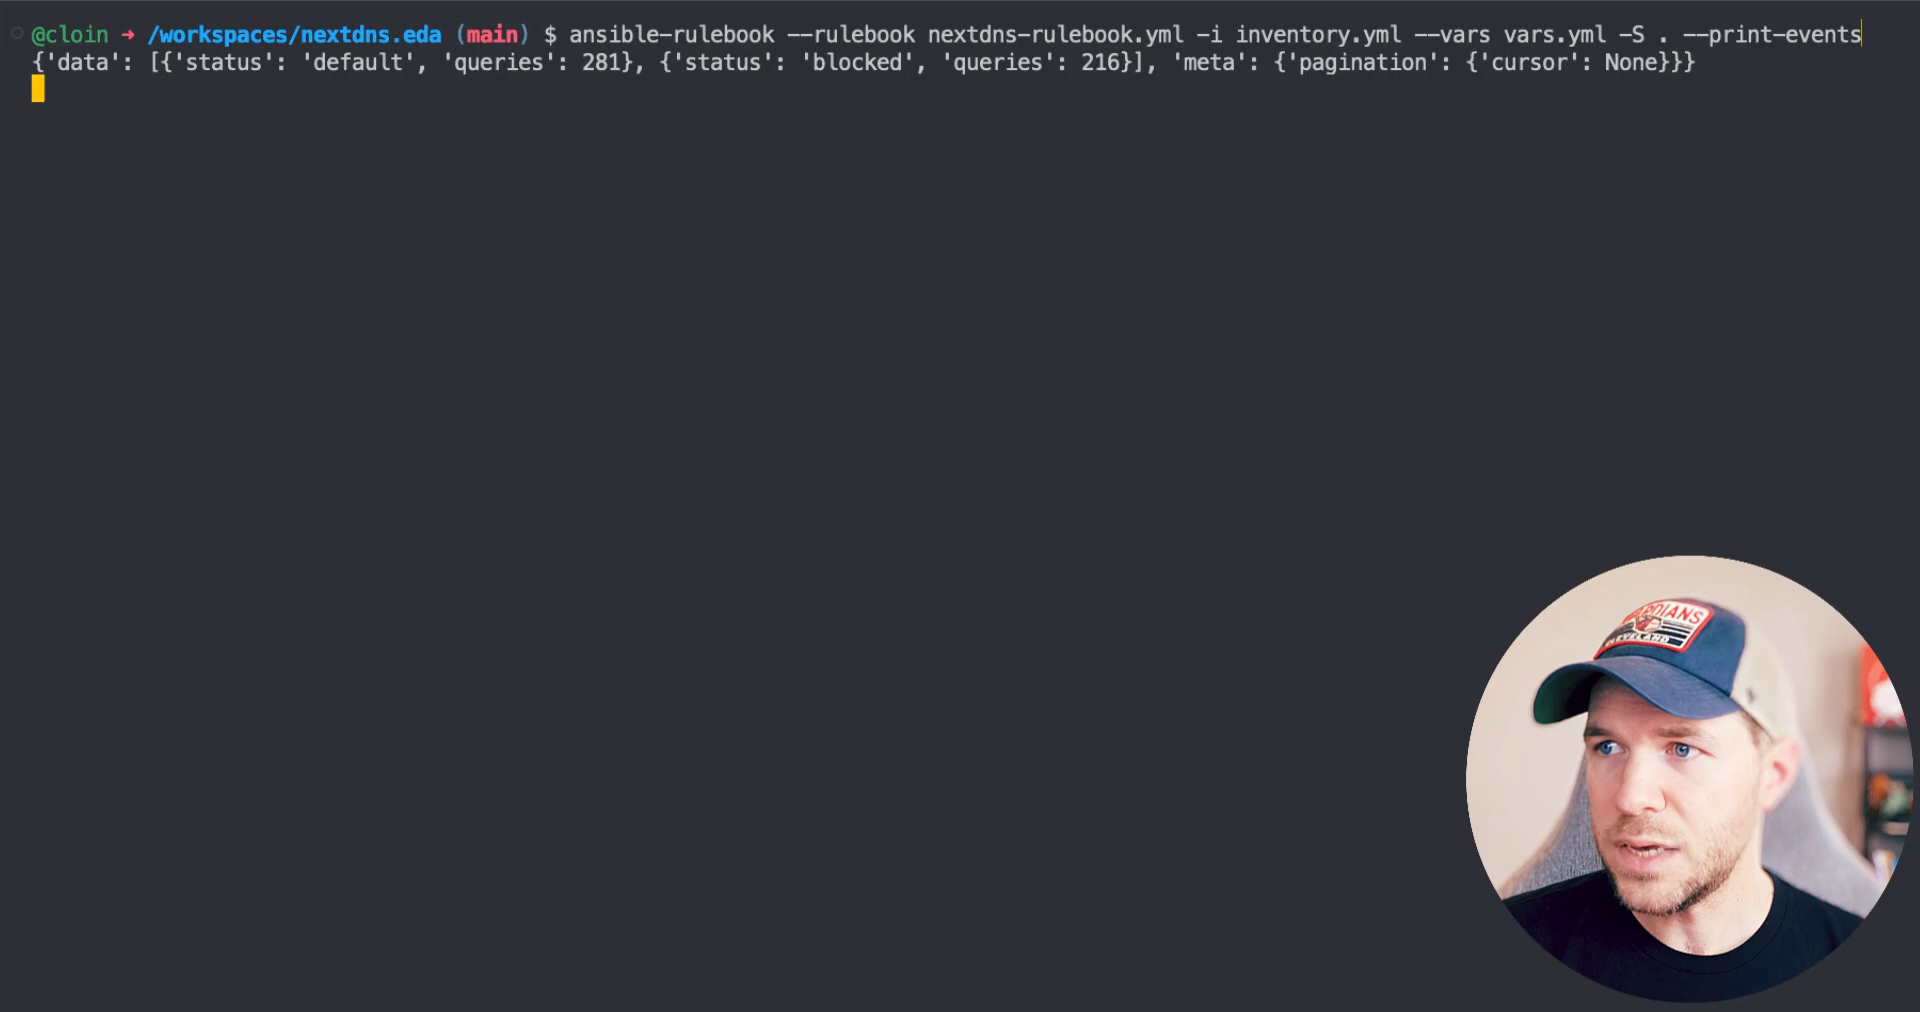 @cloin ➜ /workspaces/nextdns.eda (main) $ ansible-rulebook --rulebook nextdns-rulebook.yml -i inventory.yml --vars vars.yml -S . --print-events
{'data': [{'status': 'default', 'queries': 281}, {'status': 'blocked', 'queries': 216}], 'meta': {'pagination': {'cursor': None}}}
CLEVELAND